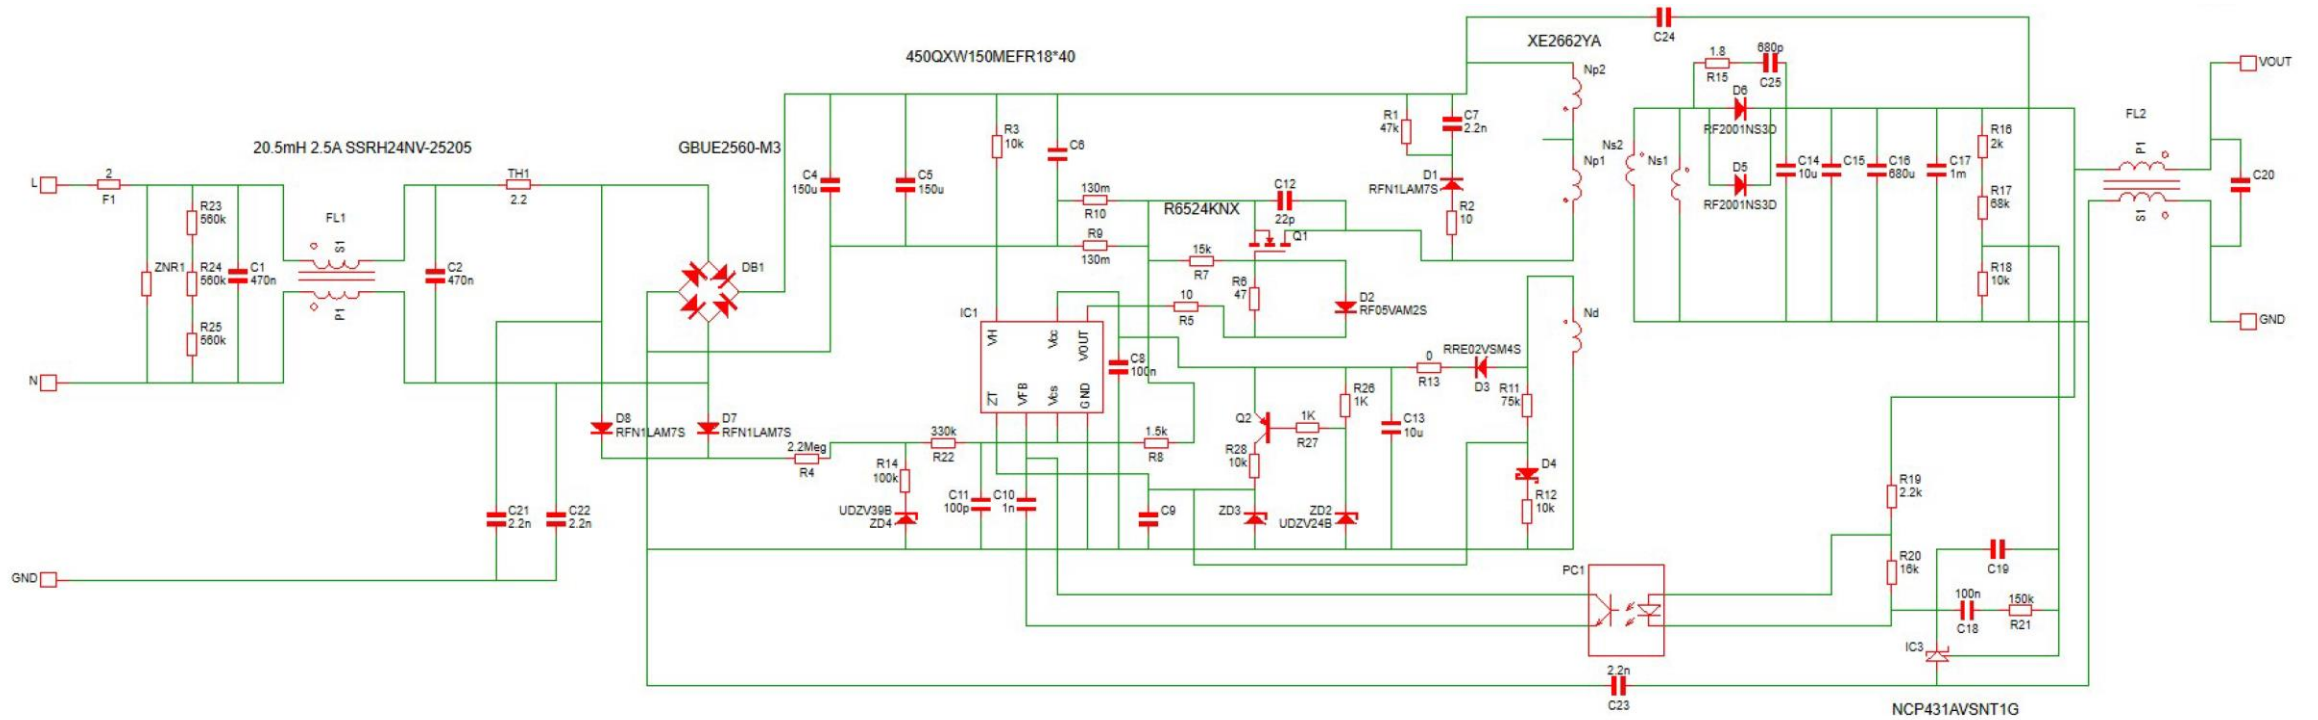 C24
XE2662YA
450QXW150MEFR18*40
Np2
1.8
R15
680p
C25
VOUT
D6
RF2001NS3D
FL2
R1
47k
C7
2.2n
R3
10k
C6
R16
2k
20.5mH 2.5A SSRH24NV-25205
GBUE2560-M3
P1
S1
Ns2
Ns1
Np1
D5
RF2001NS3D
C14
10u
C15
C16
680u
C17
1m
C20
L
2
F1
TH1
2.2
C4
150u
C5
150u
130m
R10
C12
22p
D1
RFN1LAM7S
R2
10
R17
68k
R6524KNX
Q1
R23
560k
FL1
S1
P1
ZNR1
R24
560k
C1
470n
C2
470n
DB1
R9
130m
15k
R7
R6
47
R18
10k
10
R5
D2
RF05VAM2S
Nd
GND
IC1
VH
Vcc
VOUT
ZT
VFB
Vcs
GND
R25
560k
C8
100n
RRE02VSM4S
0
R13
D3
R11
75k
N
R26
1K
Q2
1K
R27
C13
10u
D8
RFN1LAM7S
D7
RFN1LAM7S
330k
R22
1.5k
R8
2.2Meg
R4
R14
100k
R28
10k
D4
R12
10k
R19
2.2k
C21
2.2n
C22
2.2n
UDZV39B
ZD4
C11
100p
C10
1n
C9
ZD3
ZD2
UDZV24B
GND
PC1
R20
16k
C19
100n
C18
150k
R21
IC3
2.2n
C23
NCP431AVSNT1G